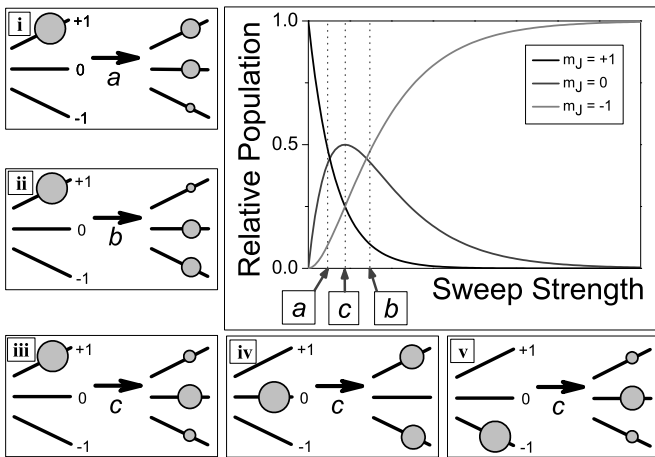 i
+1
0
-1
a
ii
+1
0
-1
b
iii
+1
0
-1
c
Relative Population
1.0
0.5
0.0
m_J = +1
m_J = 0
m_J = -1
a
c
b
Sweep Strength
iv
+1
0
-1
c
v
+1
0
-1
c